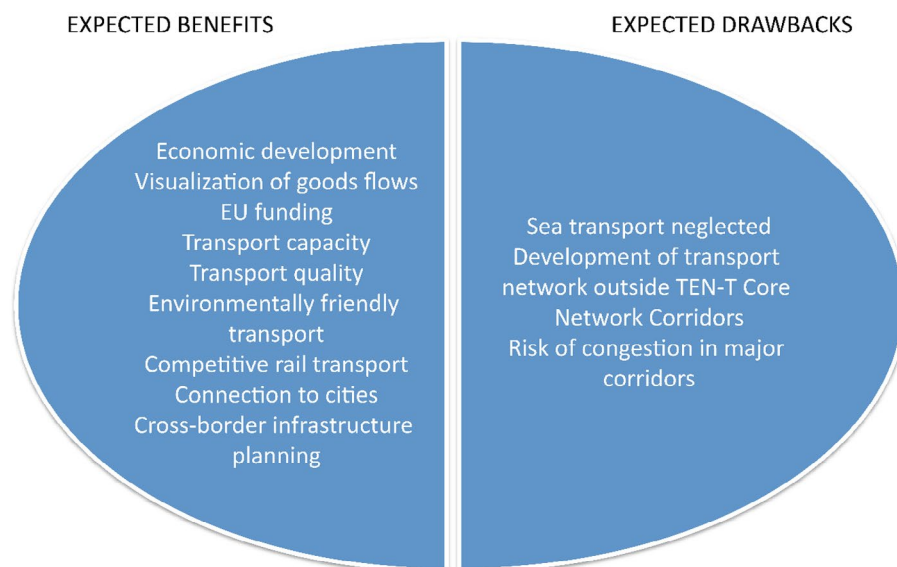 EXPECTED BENEFITS
EXPECTED DRAWBACKS
Economic development
Visualization of goods flows
EU funding
Transport capacity
Transport quality
Environmentally friendly
transport
Competitive rail transport
Connection to cities
Cross-border infrastructure
planning
Sea transport neglected
Development of transport
network outside TEN-T Core
Network Corridors
Risk of congestion in major
corridors